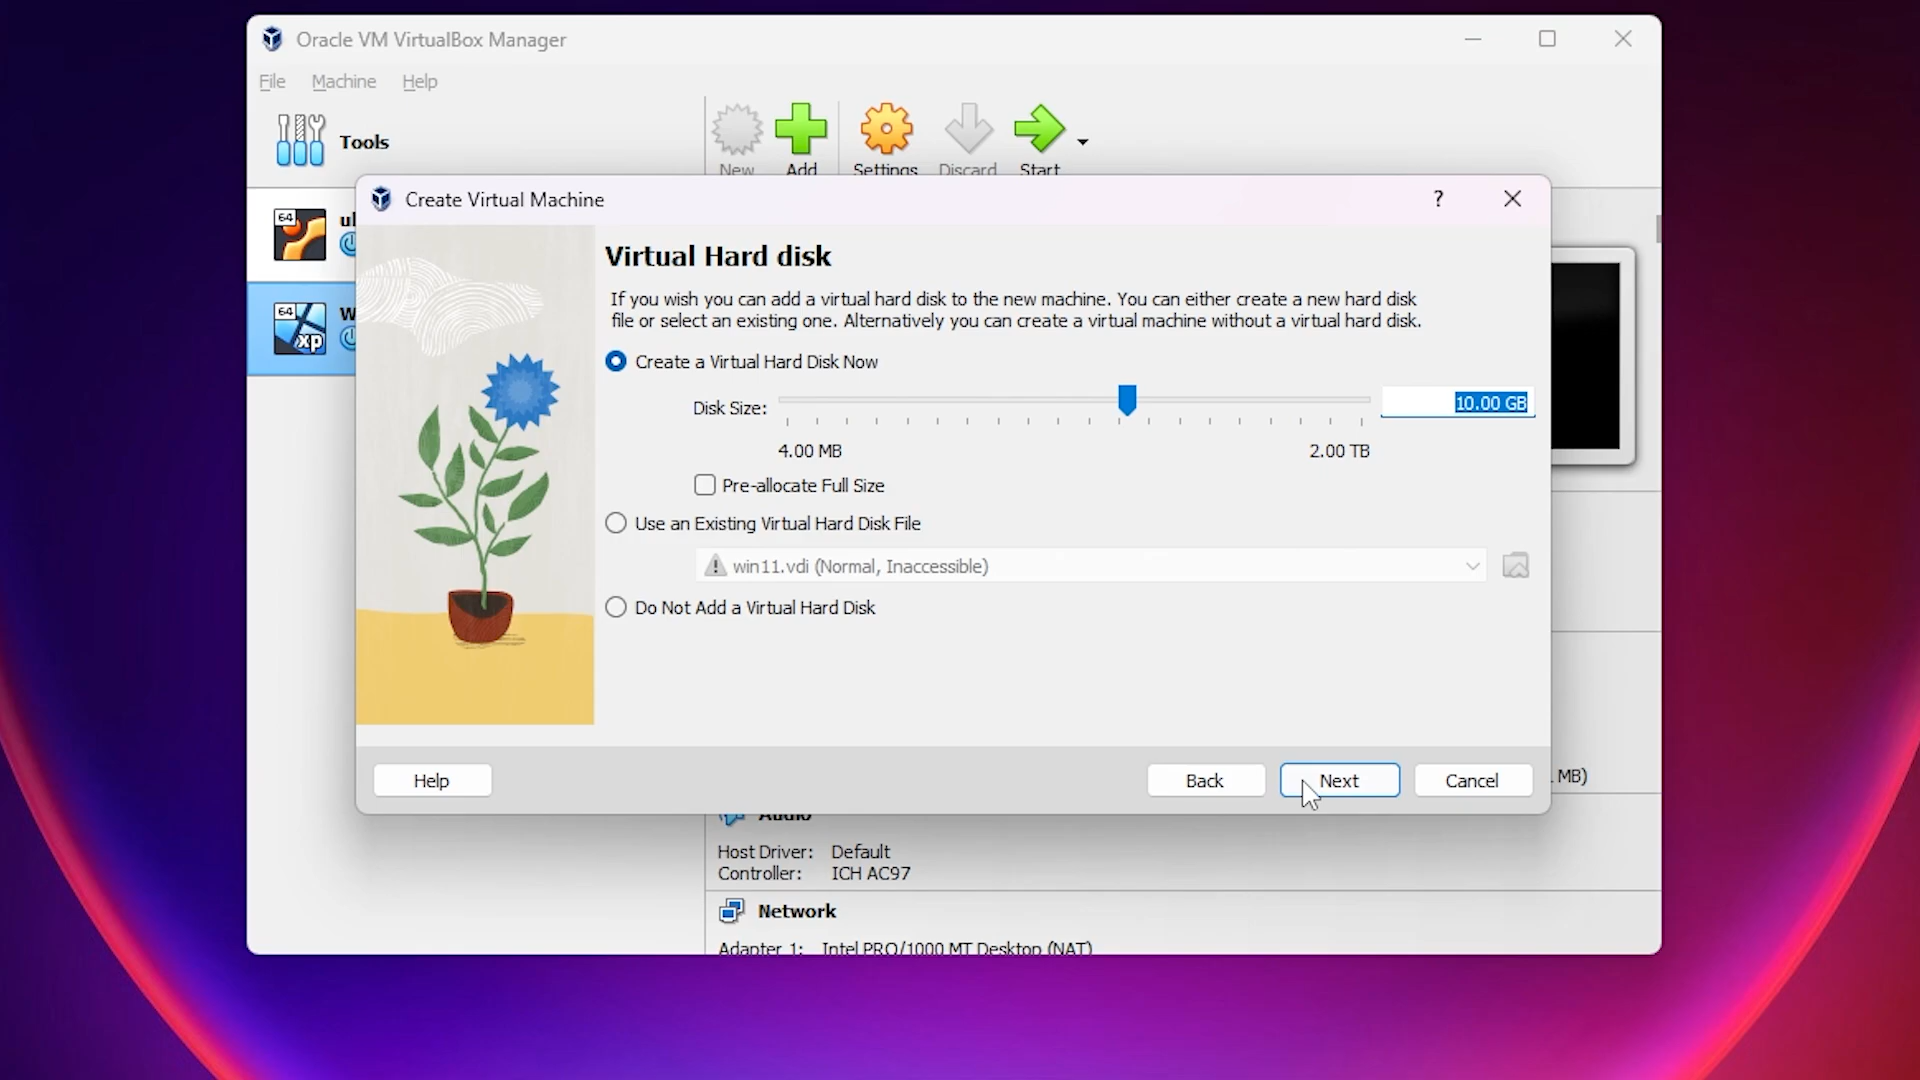 Oracle VM VirtualBox Manager
File Machine Help
Tools
New Add Settings Discard Start
Create Virtual Machine
?
64
64
xp
Virtual Hard disk
If you wish you can add a virtual hard disk to the new machine. You can either create a new hard disk
file or select an existing one. Alternatively you can create a virtual machine without a virtual hard disk.
Create a Virtual Hard Disk Now
Disk Size: 10.00 GB
4.00 MB 2.00 TB
Pre-allocate Full Size
Use an Existing Virtual Hard Disk File
win11.vdi (Normal, Inaccessible)
Do Not Add a Virtual Hard Disk
Help Back Next Cancel
MB)
Audio
Host Driver: Default
Controller: ICH AC97
Network
Adapter 1: Intel PRO/1000 MT Desktop (NAT)